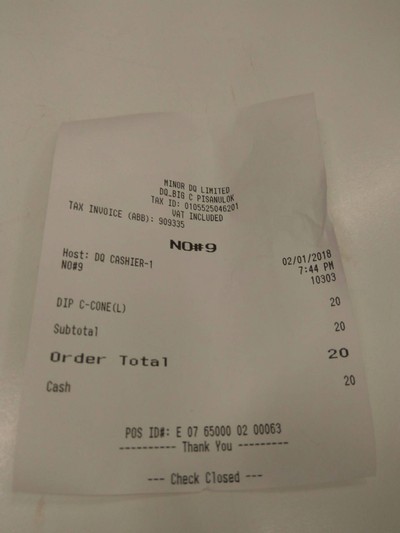 MINOR DQ LIMITED
DQ_BIG C PISANULOK
TAX ID: 0105525046201
VAT INCLUDED
TAX INVOICE (ABB): 909335
NO#9
Host: DQ CASHIER-1 02/01/2018
NO#9 7:44 PM
10303
DIP C-CONE(L) 20
Subtotal 20
Order Total 20
Cash 20
POS ID#: E 07 65000 02 00063
---------- Thank You ---------
--- Check Closed ---